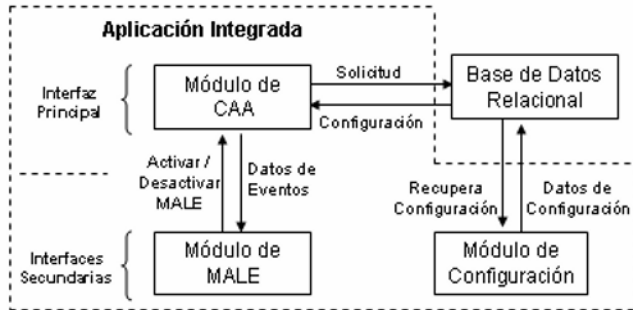 Aplicación Integrada
Interfaz
Principal
Módulo de
CAA
Solicitud
Configuración
Base de Datos
Relacional
Activar /
Desactivar
MALE
Datos de
Eventos
Recupera
Configuración
Datos de
Configuración
Interfaces
Secundarias
Módulo de
MALE
Módulo de
Configuración